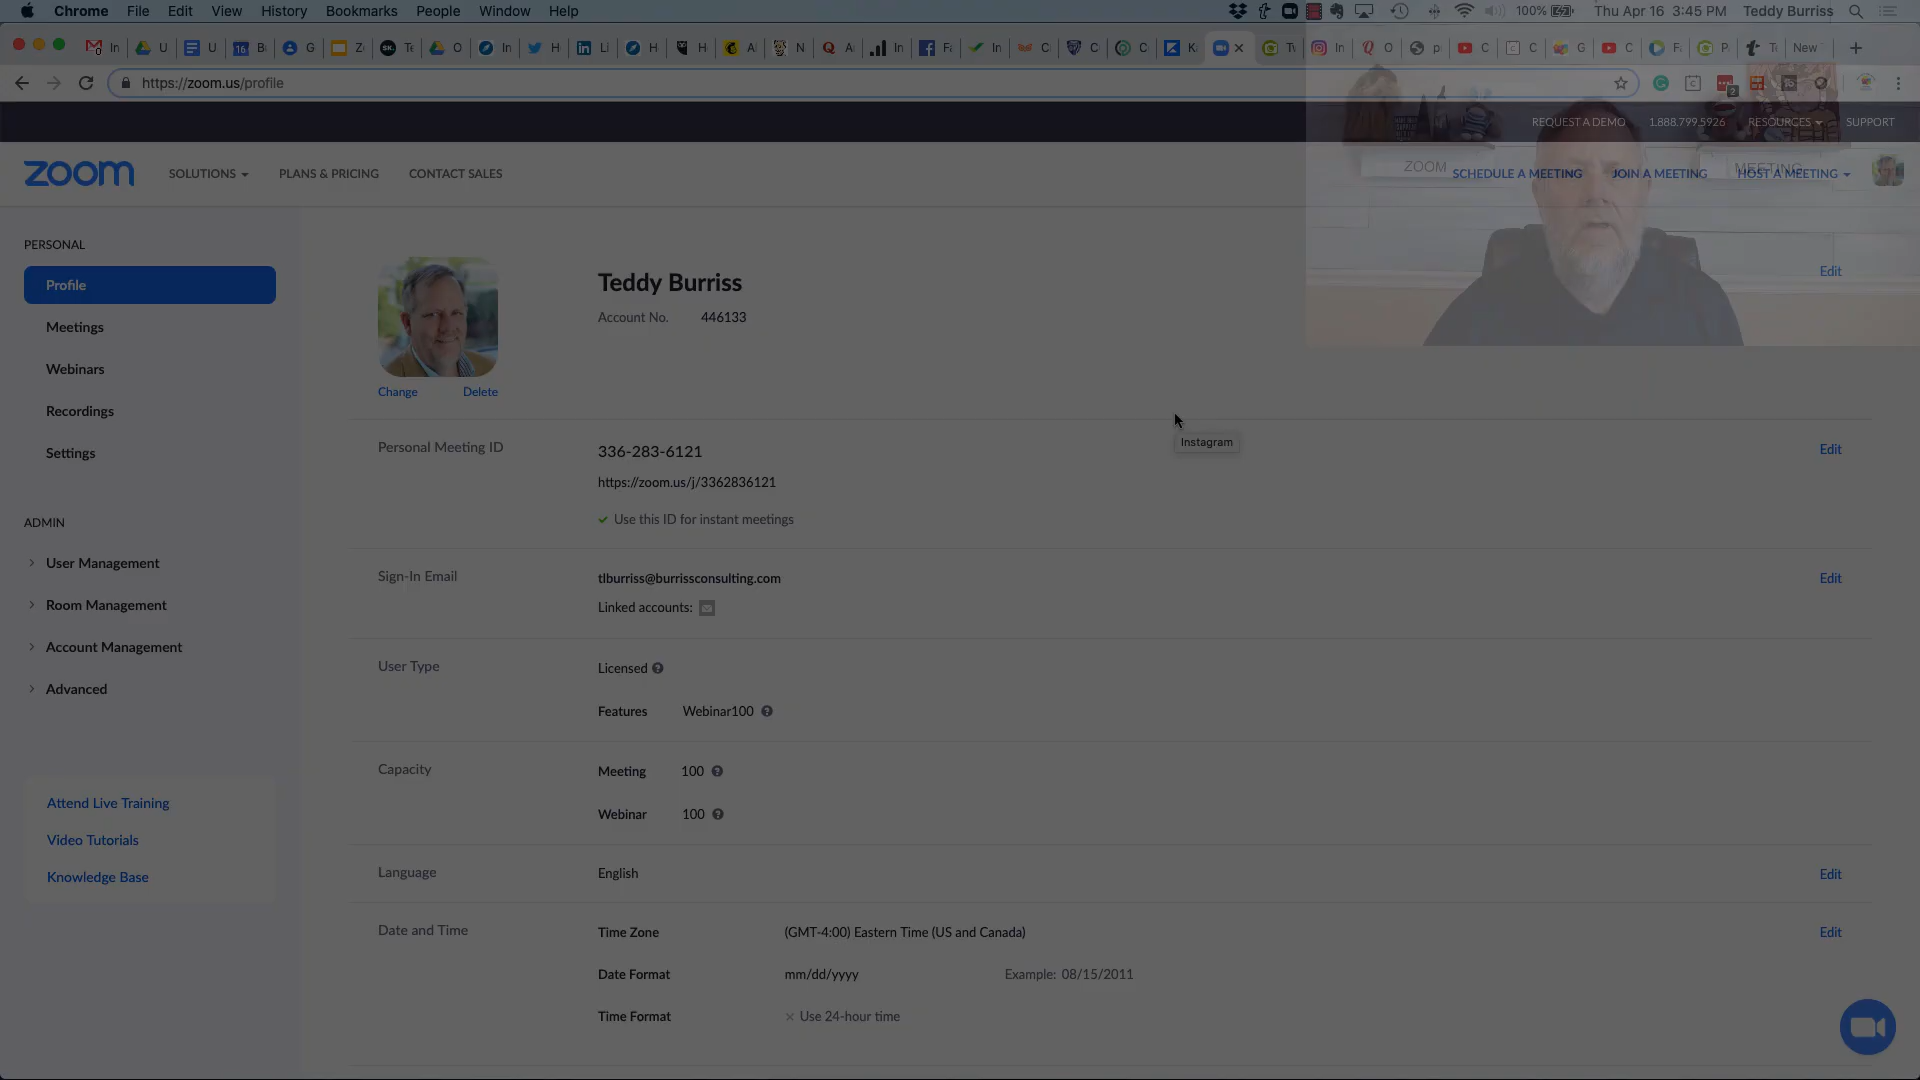 Chrome File Edit View History Bookmarks People Window Help 100% Thu Apr 16 3:45 PM Teddy Burriss
New
https://zoom.us/profile
REQUEST A DEMO 1.888.799.5926 RESOURCES SUPPORT
zoom SOLUTIONS PLANS & PRICING CONTACT SALES ZOOM SCHEDULE A MEETING JOIN A MEETING MEETING HOST A MEETING
PERSONAL
Profile
Meetings
Webinars
Recordings
Settings
ADMIN
User Management
Room Management
Account Management
Advanced
Attend Live Training
Video Tutorials
Knowledge Base
Teddy Burriss
Edit
Account No. 446133
Change Delete
Instagram
Personal Meeting ID 336-283-6121 Edit
https://zoom.us/j/3362836121
Use this ID for instant meetings
Sign-In Email tlburriss@burrissconsulting.com Edit
Linked accounts:
User Type Licensed
Features Webinar100
Capacity Meeting 100
Webinar 100
Language English Edit
Date and Time Time Zone (GMT-4:00) Eastern Time (US and Canada) Edit
Date Format mm/dd/yyyy Example: 08/15/2011
Time Format × Use 24-hour time